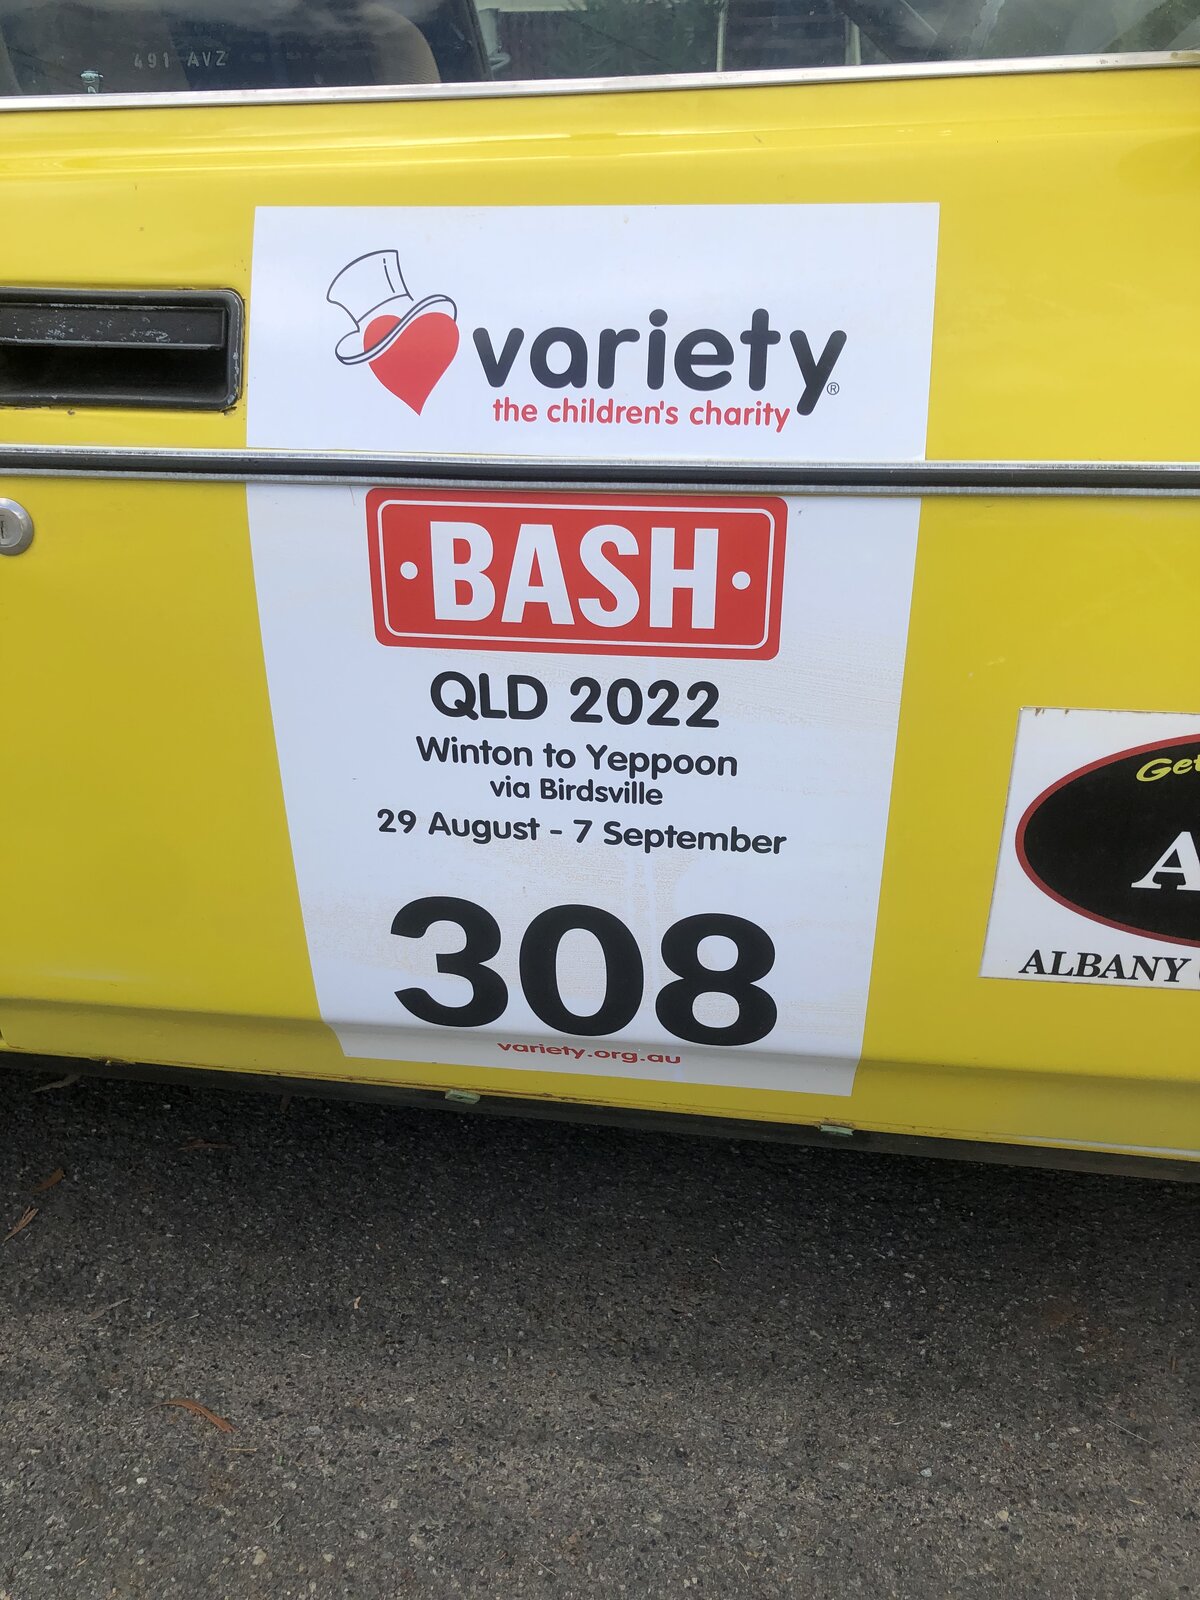 491 AVZ
variety®
the children's charity
BASH
QLD 2022
Winton to Yeppoon
via Birdsville
29 August - 7 September
308
variety.org.au
A
ALBANY